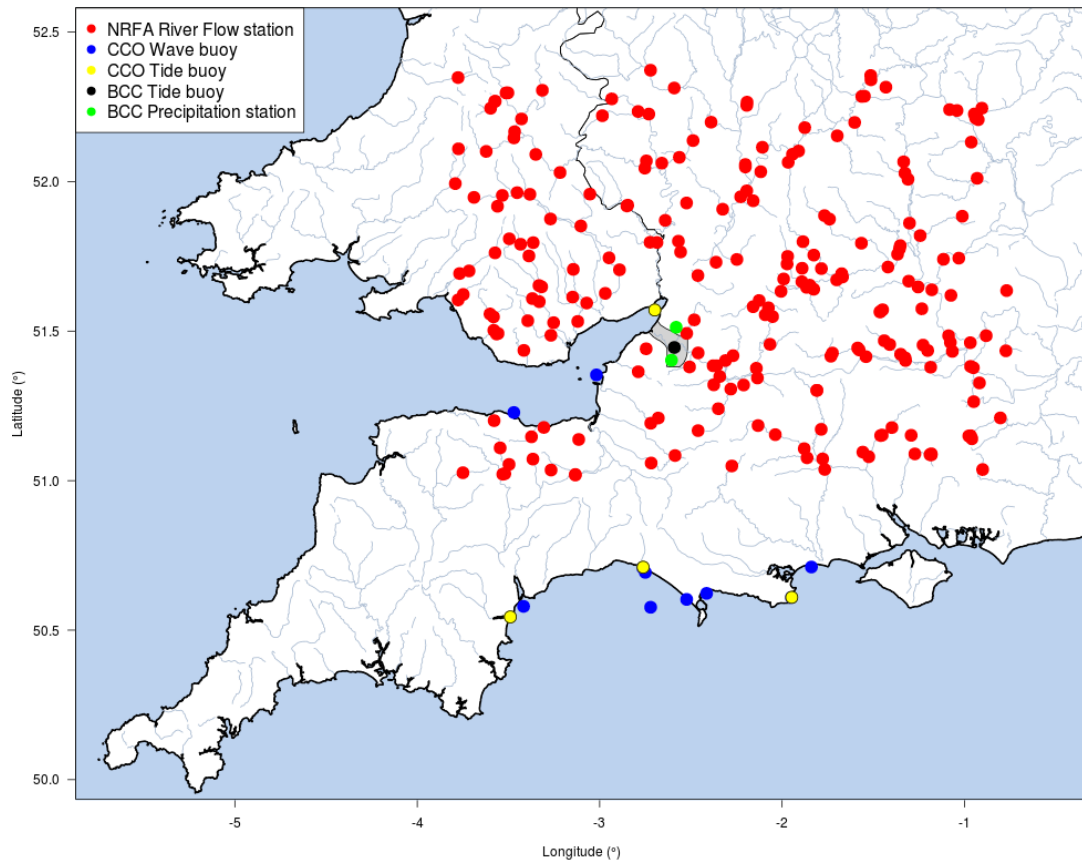 52.5
52.0
51.5
51.0
50.5
50.0
Latitude (°)
NRFA River Flow station
CCO Wave buoy
CCO Tide buoy
BCC Tide buoy
BCC Precipitation station
-5
-4
-3
-2
-1
Longitude (°)